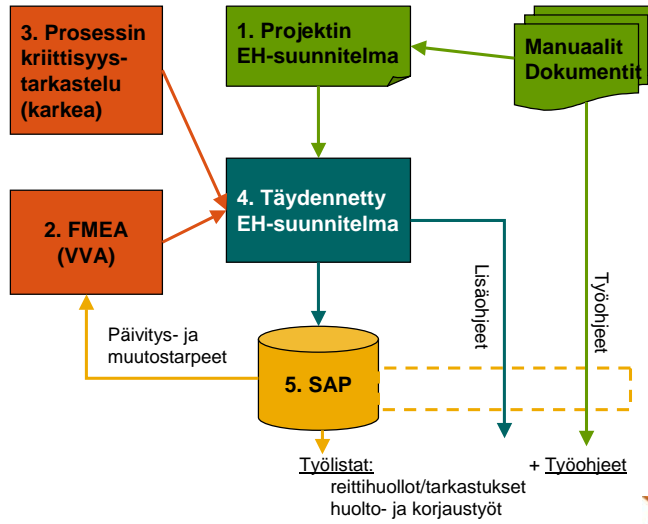 3. Prosessin
kriittisyys-
tarkastelu
(karkea)
1. Projektin
EH-suunnitelma
Manuaalit
Dokumentit
4. Täydennetty
EH-suunnitelma
2. FMEA
(VVA)
Lisäohjeet
Työohjeet
Päivitys- ja
muutostarpeet
5. SAP
Työlistat:
reittihuollot/tarkastukset
huolto- ja korjaustyöt
+ Työohjeet